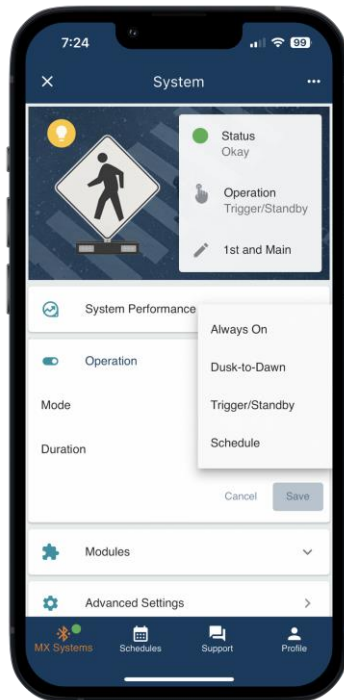 7:24
99
System
Status
Okay
Operation
Trigger/Standby
1st and Main
System Performance
Always On
Operation
Dusk-to-Dawn
Mode
Trigger/Standby
Duration
Schedule
Cancel
Save
Modules
Advanced Settings
MX Systems
Schedules
Support
Profile